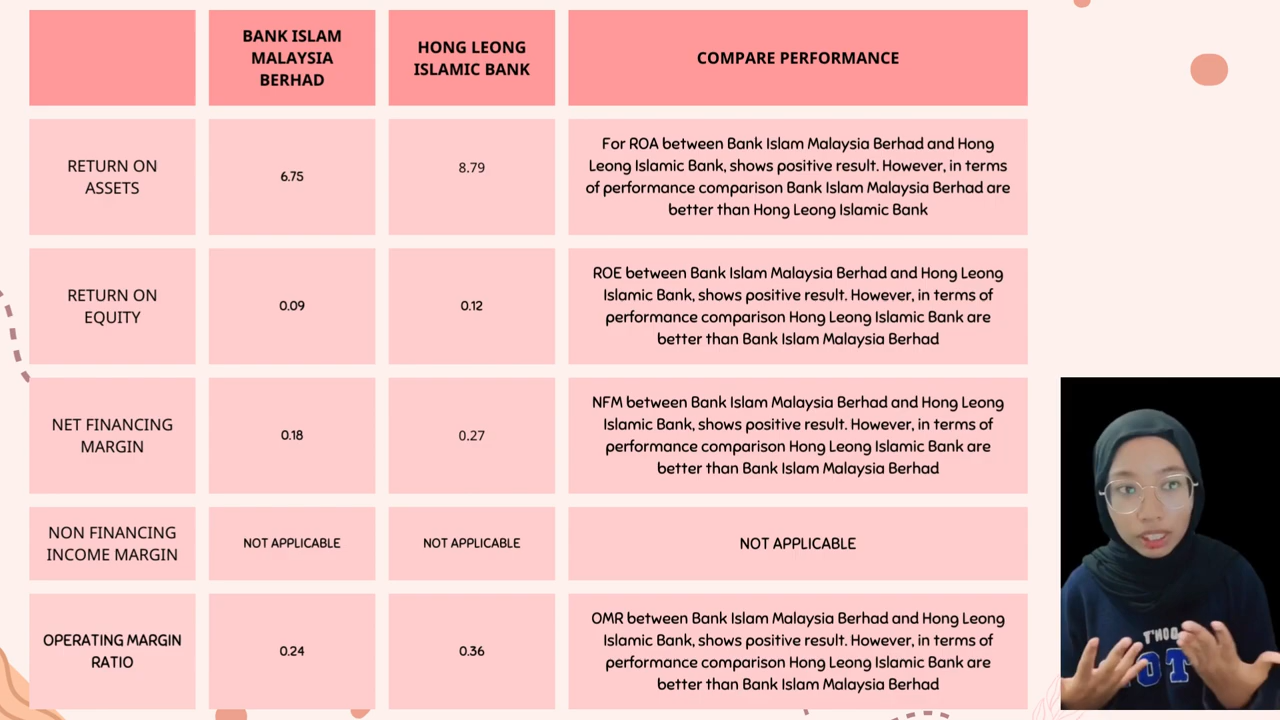 BANK ISLAM
MALAYSIA
BERHAD
HONG LEONG
ISLAMIC BANK
COMPARE PERFORMANCE
RETURN ON
ASSETS
6.75
8.79
For ROA between Bank Islam Malaysia Berhad and Hong
Leong Islamic Bank, shows positive result. However, in terms
of performance comparison Bank Islam Malaysia Berhad are
better than Hong Leong Islamic Bank
RETURN ON
EQUITY
0.09
0.12
ROE between Bank Islam Malaysia Berhad and Hong Leong
Islamic Bank, shows positive result. However, in terms of
performance comparison Hong Leong Islamic Bank are
better than Bank Islam Malaysia Berhad
NET FINANCING
MARGIN
0.18
0.27
NFM between Bank Islam Malaysia Berhad and Hong Leong
Islamic Bank, shows positive result. However, in terms of
performance comparison Hong Leong Islamic Bank are
better than Bank Islam Malaysia Berhad
NON FINANCING
INCOME MARGIN
NOT APPLICABLE
NOT APPLICABLE
NOT APPLICABLE
OPERATING MARGIN
RATIO
0.24
0.36
OMR between Bank Islam Malaysia Berhad and Hong Leong
Islamic Bank, shows positive result. However, in terms of
performance comparison Hong Leong Islamic Bank are
better than Bank Islam Malaysia Berhad